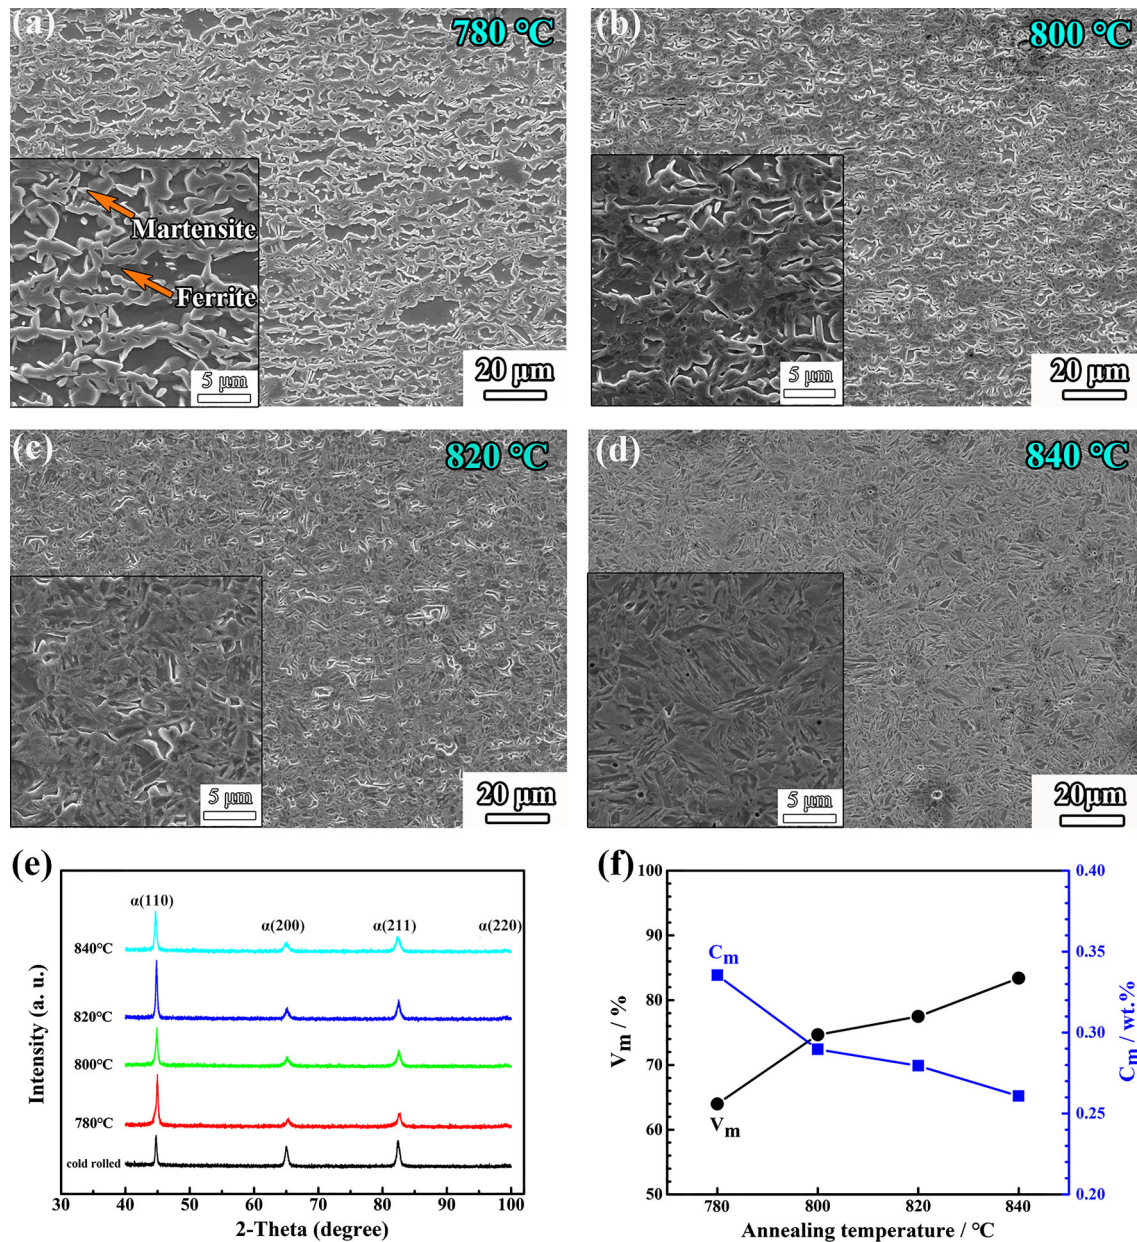 (a)
780 ℃
Martensite
Ferrite
5 μm
20 μm
(b)
800 ℃
5 μm
20 μm
(c)
820 ℃
5 μm
20 μm
(d)
840 ℃
5 μm
20μm
(e)
α(110)
α(200)
α(211)
α(220)
840℃
820℃
800℃
780℃
cold rolled
Intensity (a. u.)
30 40 50 60 70 80 90 100
2-Theta (degree)
(f)
100
90
80
70
60
50
Vm / %
Cm
Vm
0.40
0.35
0.30
0.25
0.20
Cm / wt.%
780 800 820 840
Annealing temperature / ℃